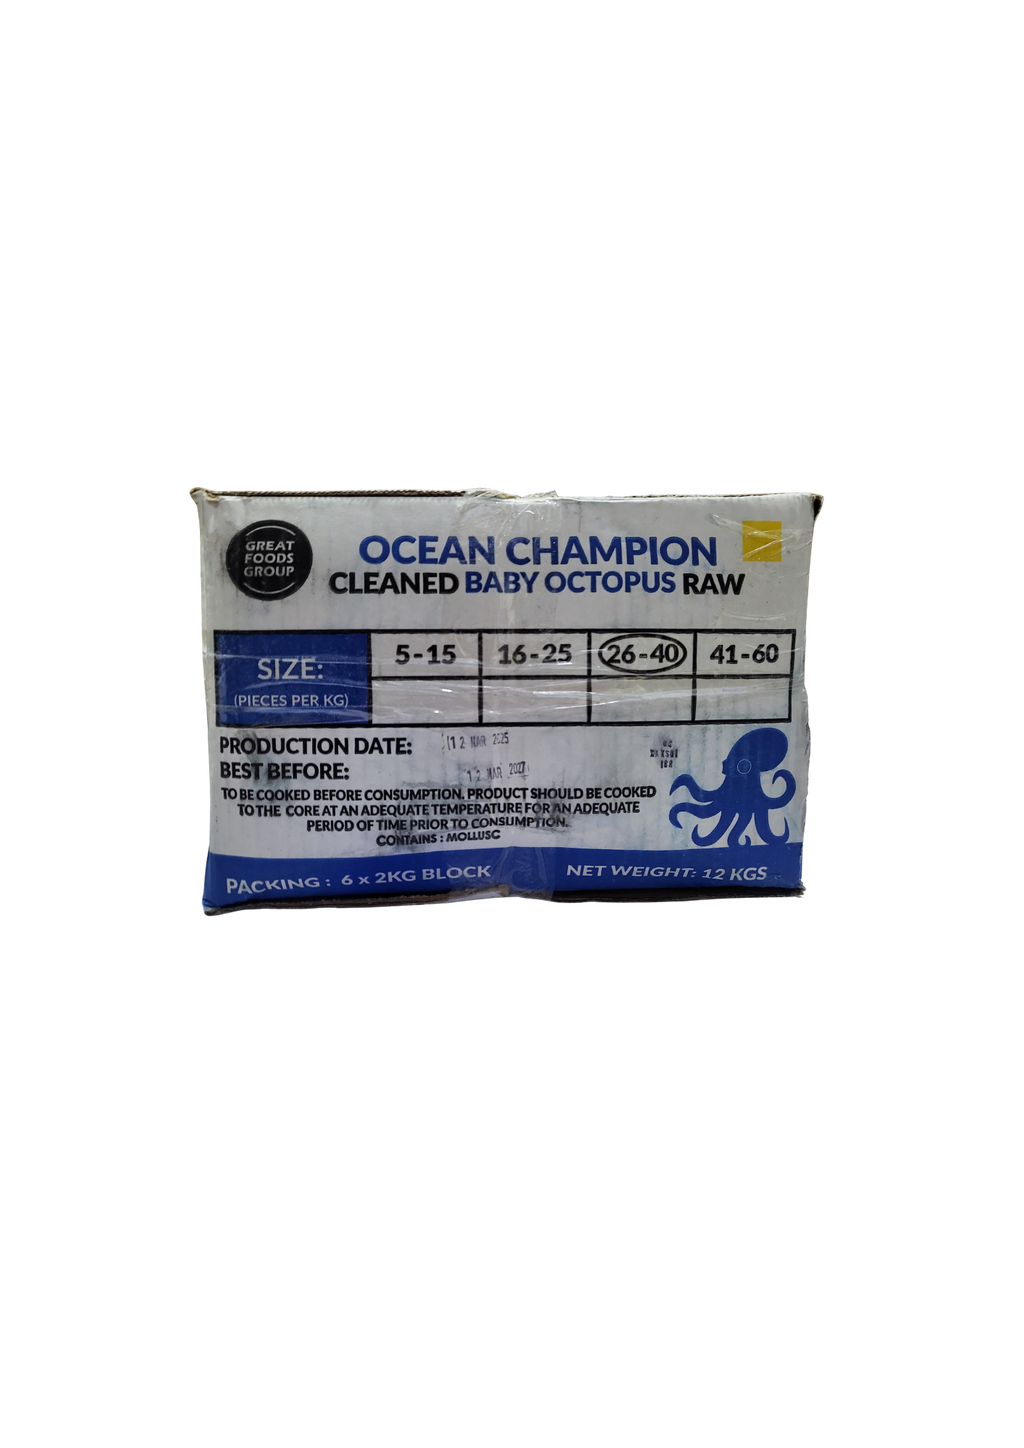 GREAT
FOODS
GROUP
OCEAN CHAMPION
CLEANED BABY OCTOPUS RAW
SIZE:
(PIECES PER KG)
5-15
16-25
26-40
41-60
PRODUCTION DATE: 12 MAR 2025
BEST BEFORE: 12 MAR 2027
TO BE COOKED BEFORE CONSUMPTION. PRODUCT SHOULD BE COOKED
TO THE CORE AT AN ADEQUATE TEMPERATURE FOR AN ADEQUATE
PERIOD OF TIME PRIOR TO CONSUMPTION.
CONTAINS : MOLLUSC
PACKING : 6 x 2KG BLOCK
NET WEIGHT: 12 KGS